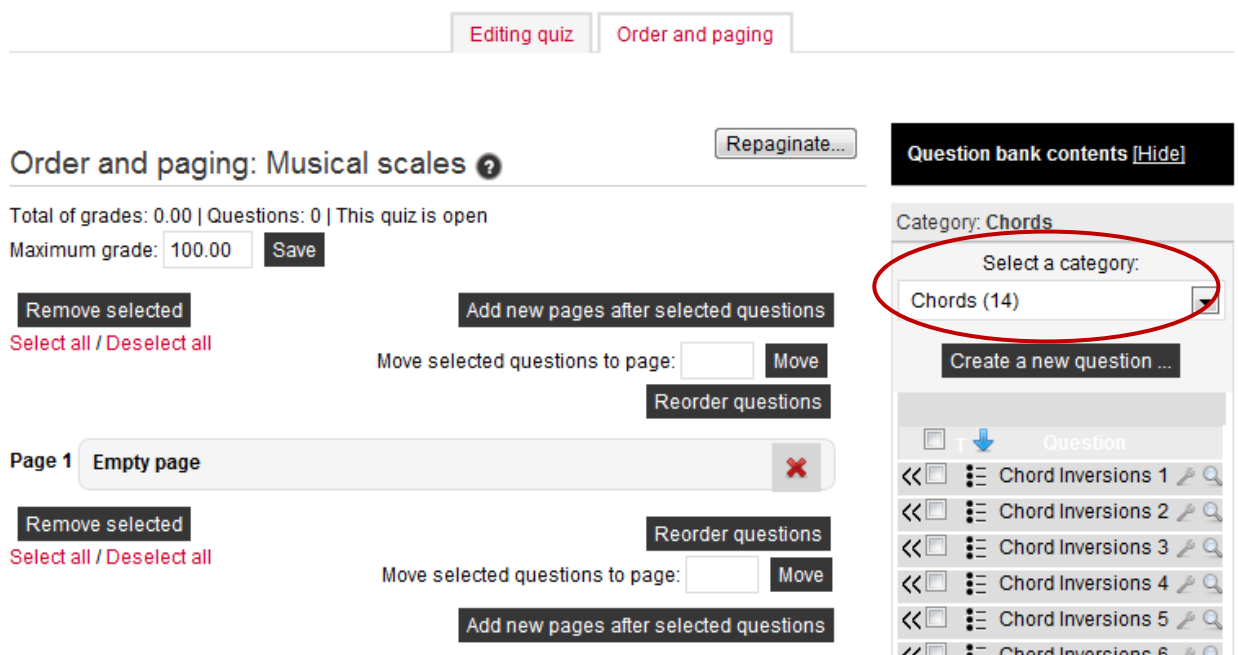 Editing quiz
Order and paging
Repaginate...
Order and paging: Musical scales ?
Total of grades: 0.00 | Questions: 0 | This quiz is open
Maximum grade: 100.00 Save
Remove selected
Add new pages after selected questions
Select all / Deselect all
Move selected questions to page: Move
Reorder questions
Page 1 Empty page
Remove selected
Reorder questions
Select all / Deselect all
Move selected questions to page: Move
Add new pages after selected questions
Question bank contents [Hide]
Category: Chords
Select a category:
Chords (14)
Create a new question ...
T Question
Chord Inversions 1
Chord Inversions 2
Chord Inversions 3
Chord Inversions 4
Chord Inversions 5
Chord Inversions 6